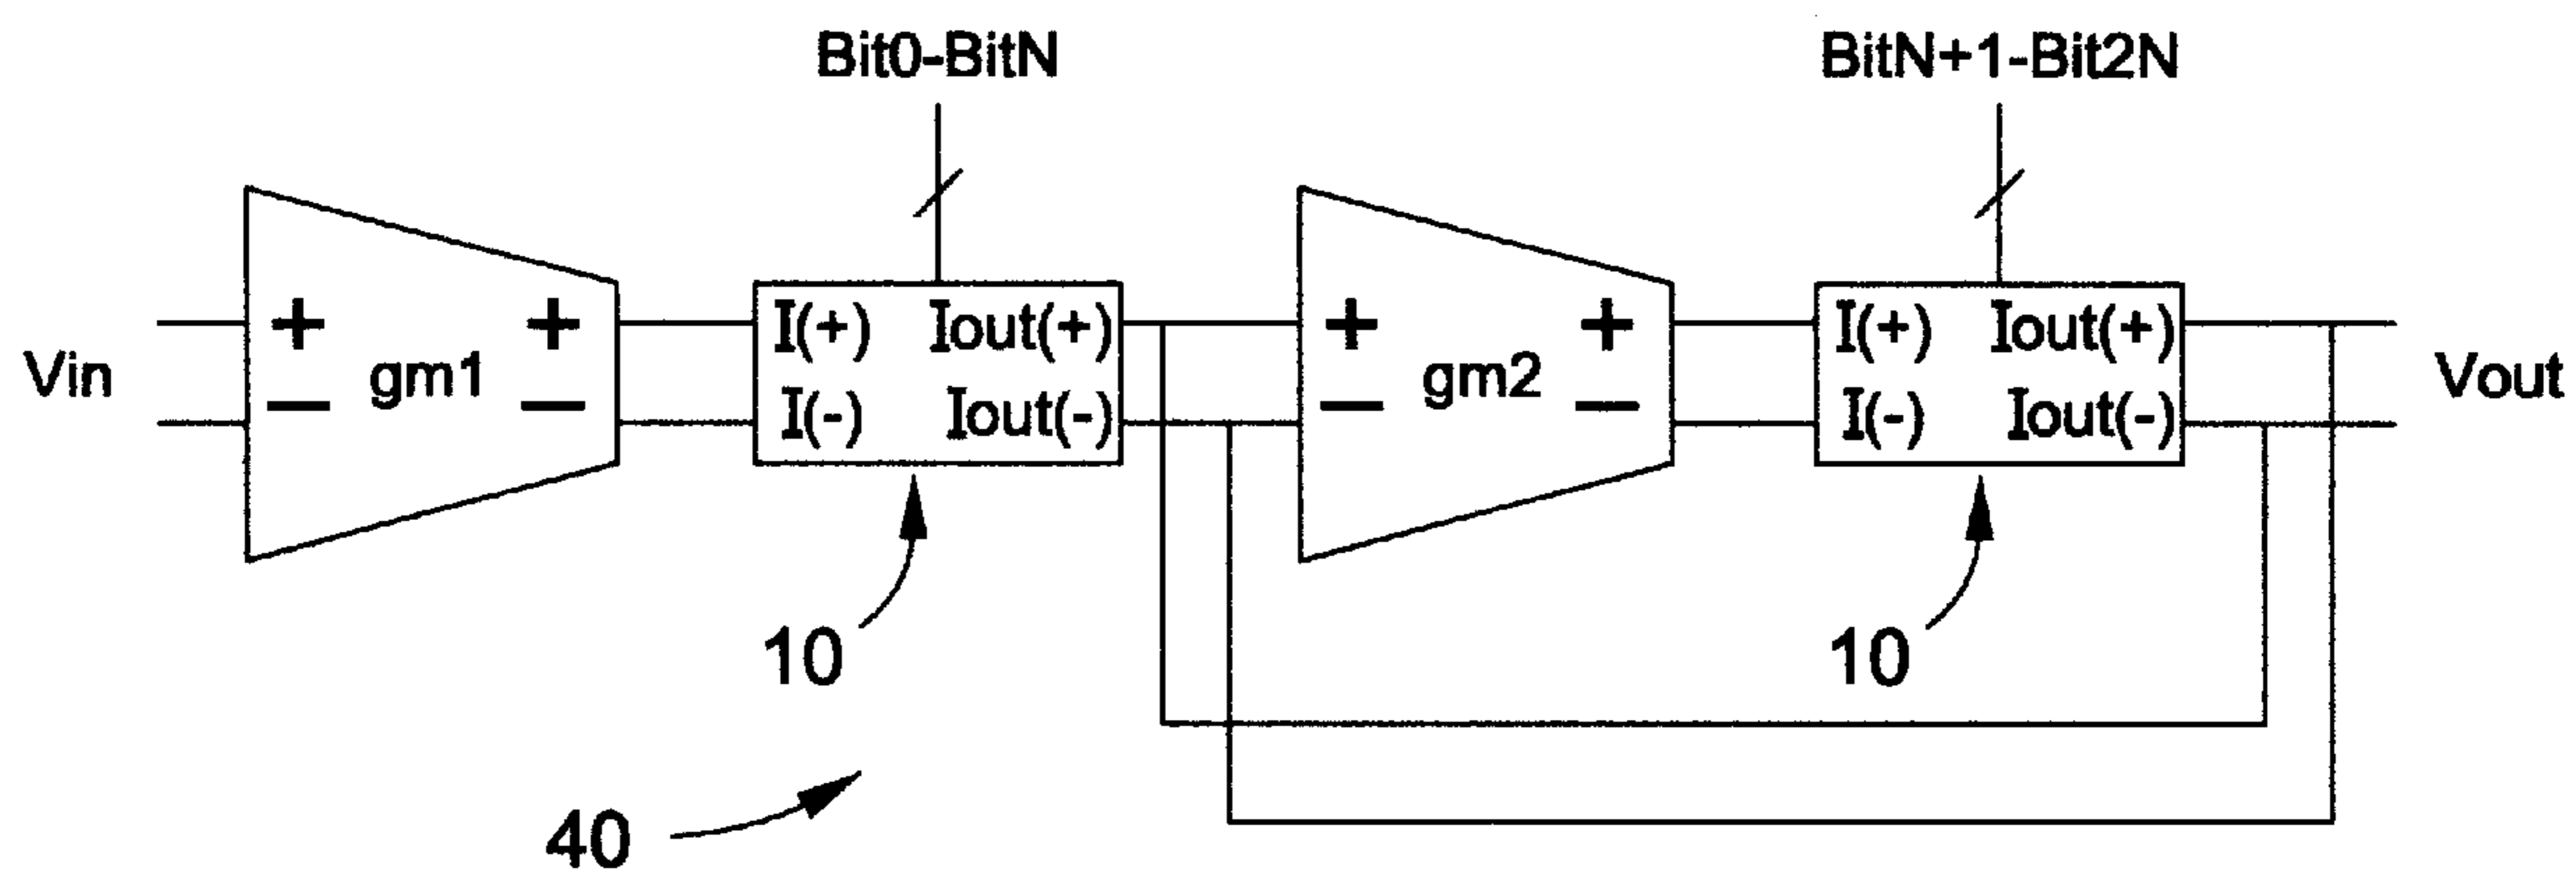 Bit0-BitN
BitN+1-Bit2N
Vin
+ +
gm1
− −
I(+) Iout(+)
I(-) Iout(-)
+ +
gm2
− −
I(+) Iout(+)
I(-) Iout(-)
Vout
10
10
40